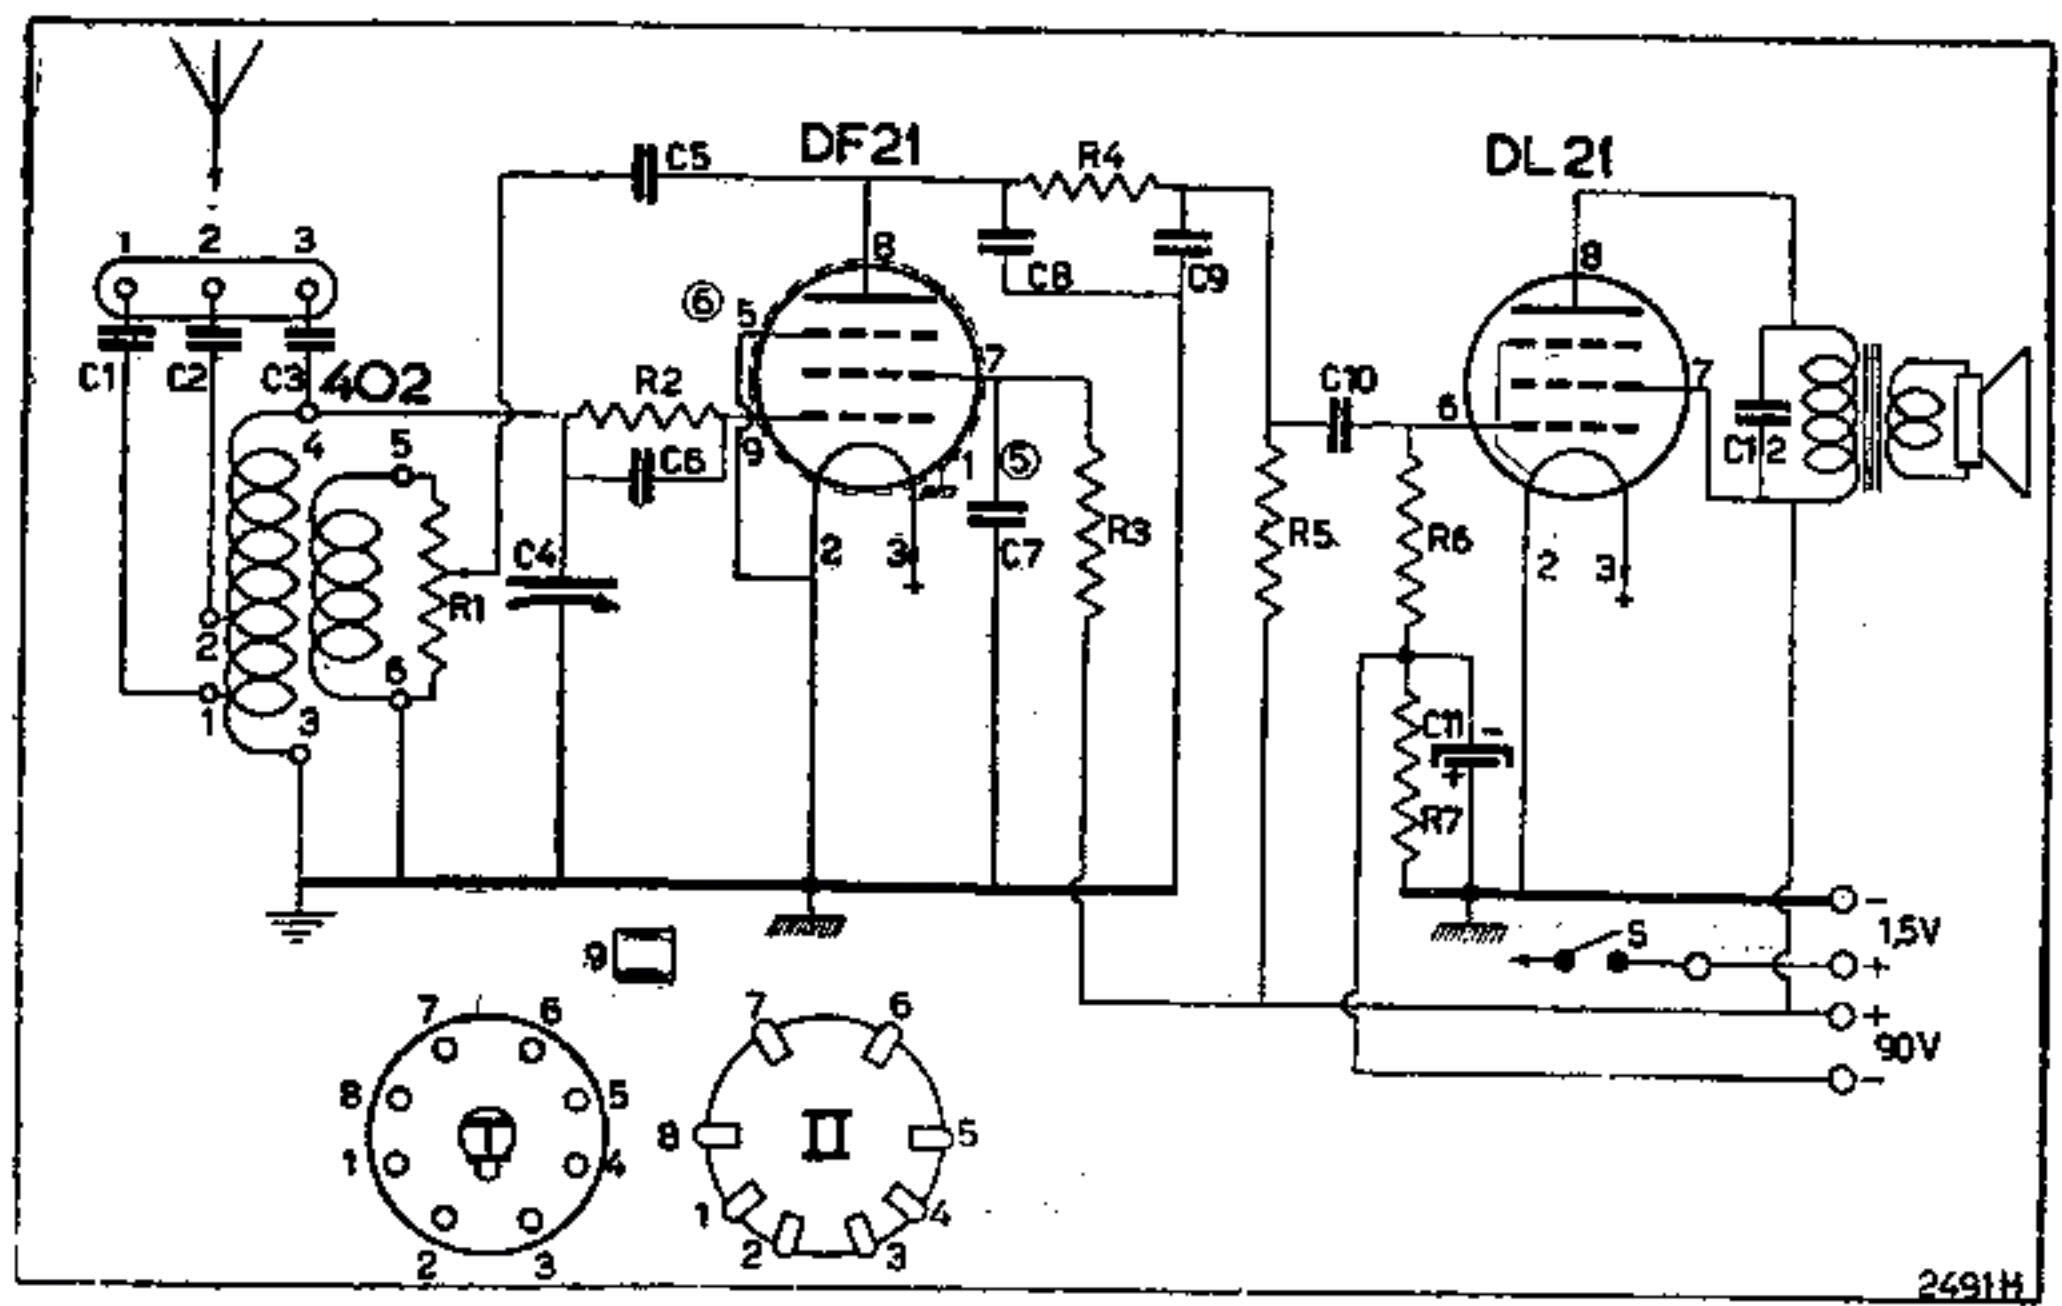 DF21
DL21
C5
R4
1 2 3
8
8
C8
C9
⑥ 5
7
C1 C2 C3 402
R2
C10
7
6
4 5
9
C6
1
⑤
C12
C4
2 3
+
C7
R3
R5
R6
2 3
+
R1
2
6
1 3
C11
-
+
R7
-
1,5V
S
+
9
+
90V
-
7 6
8 5
1 4
2 3
7 6
8 II 5
1 4
2 3
2491H